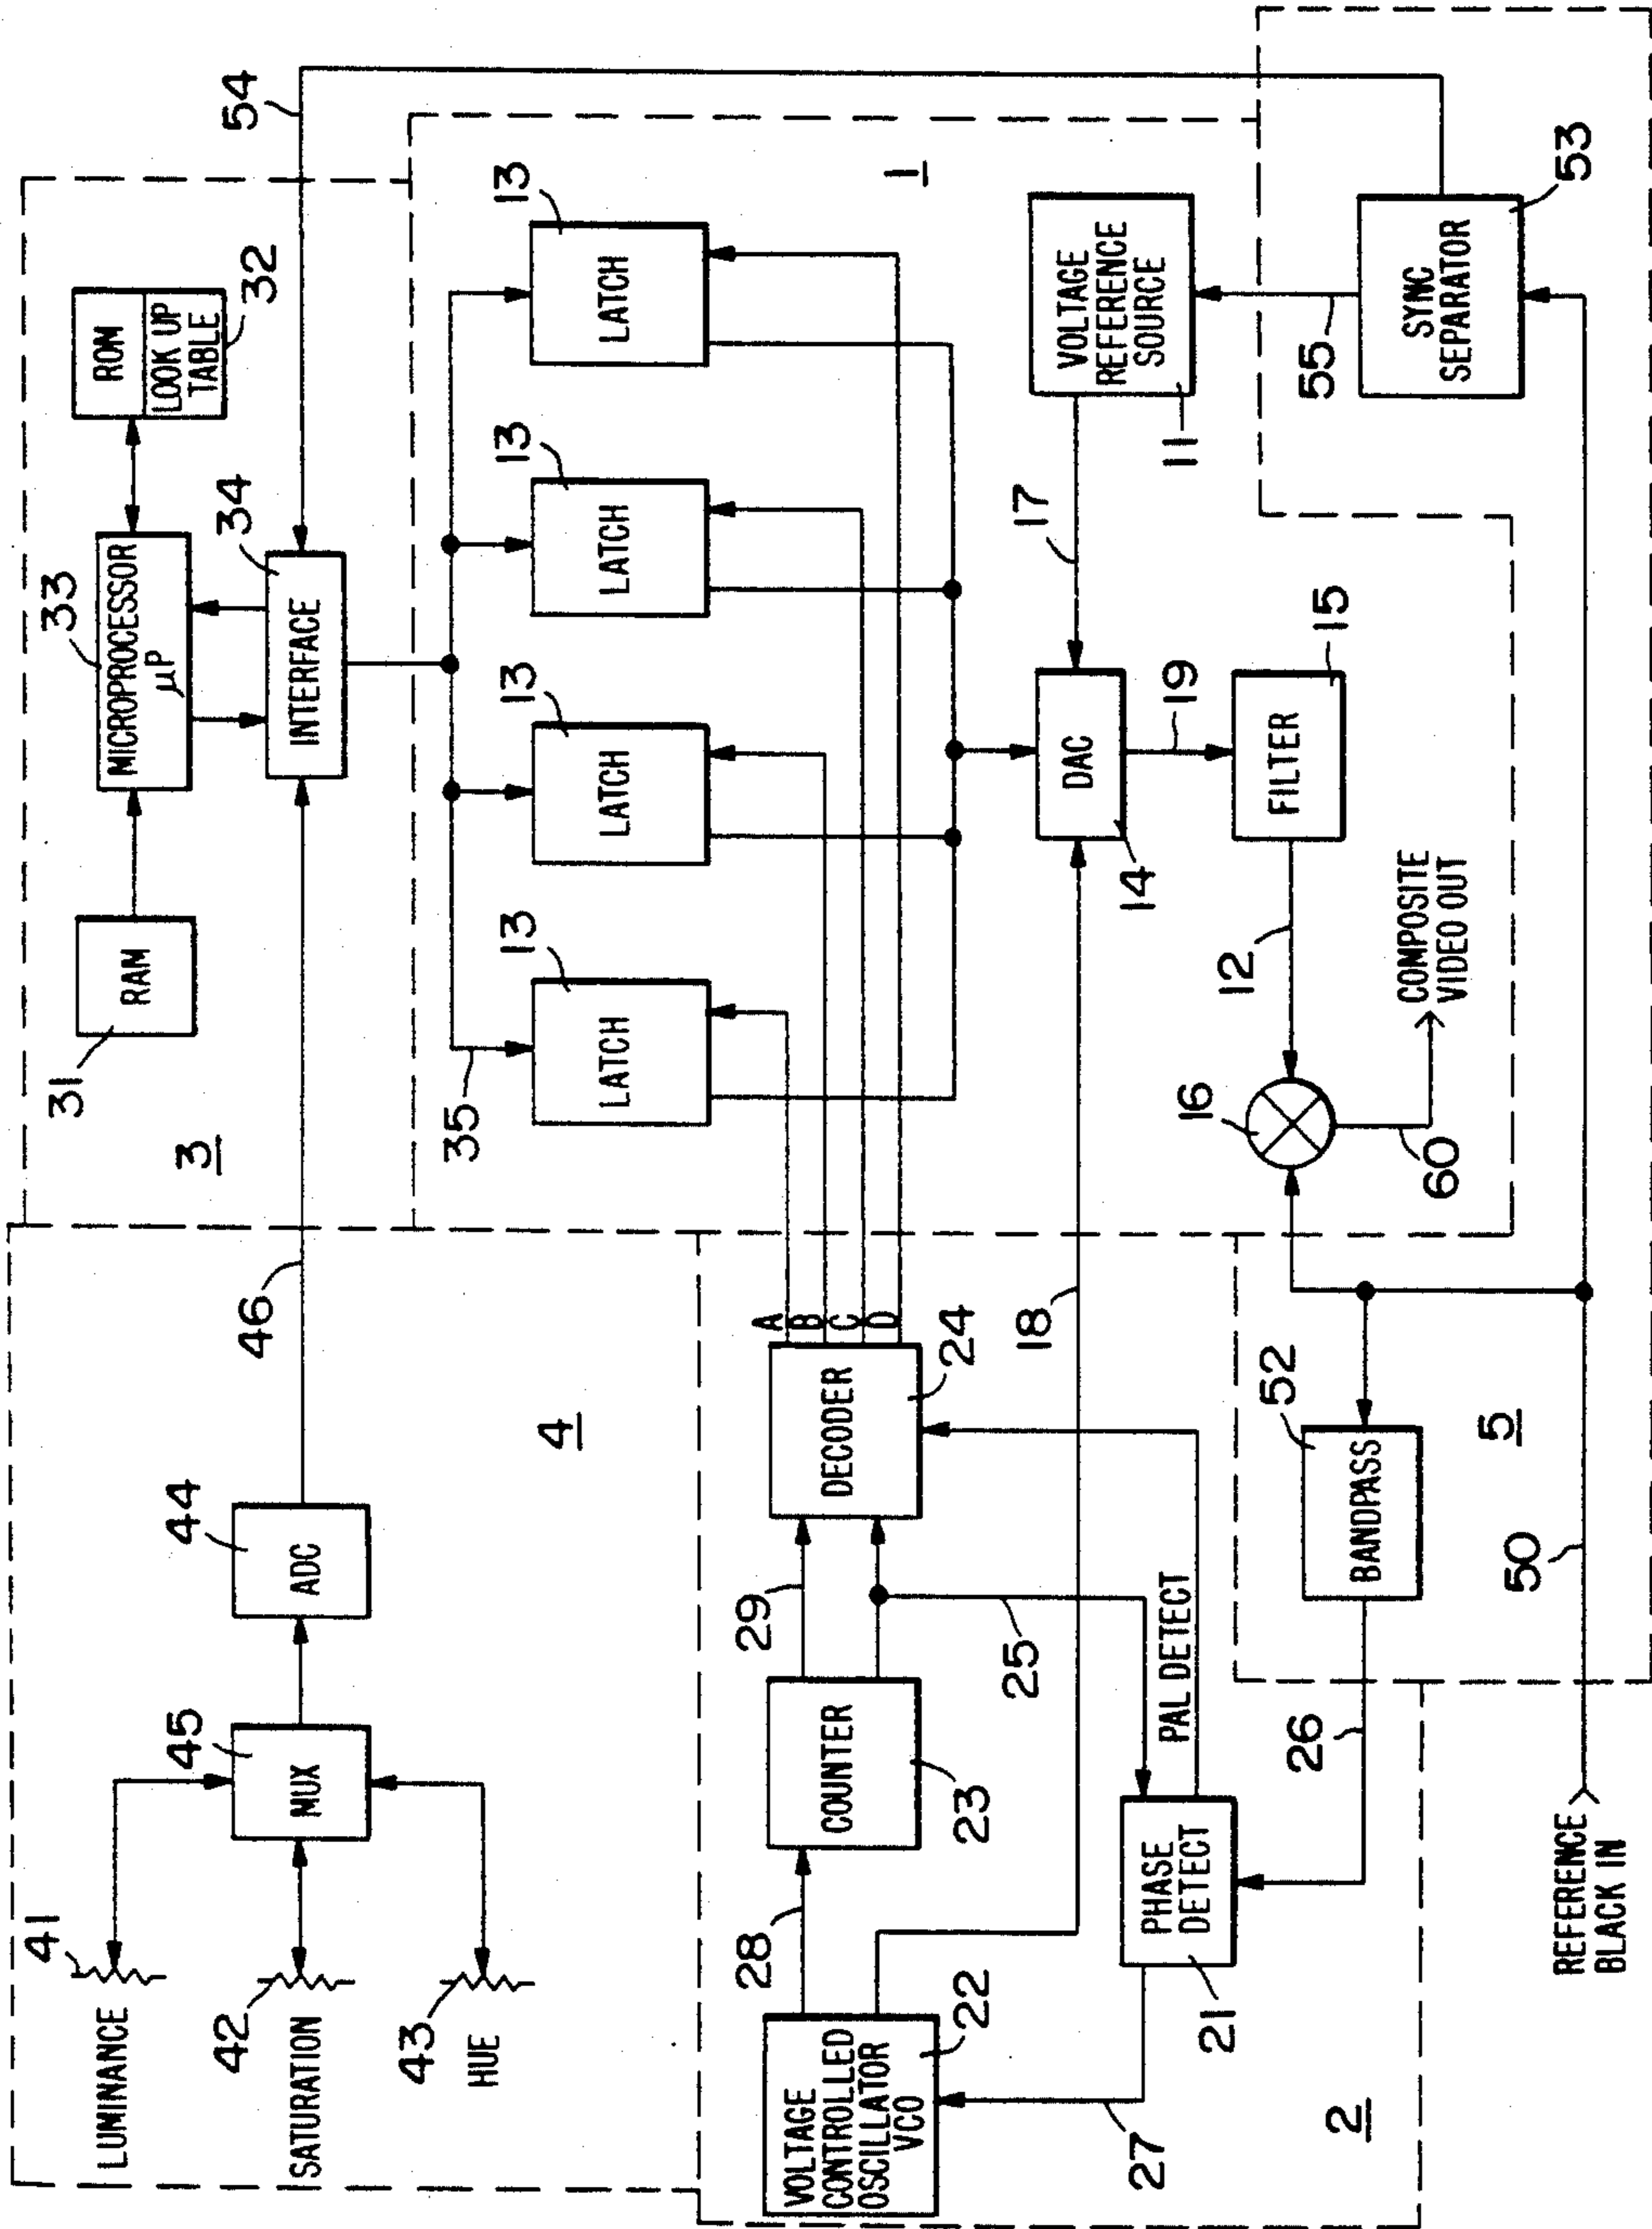 41
LUMINANCE
42
SATURATION
43
HUE
45
MUX
44
ADC
46
4
3
31
RAM
33
MICROPROCESSOR
µP
ROM
LOOK UP
TABLE
32
34
INTERFACE
54
35
13
LATCH
13
LATCH
13
LATCH
13
LATCH
1
VOLTAGE
CONTROLLED
OSCILLATOR
VCO
22
28
COUNTER
23
29
DECODER
24
A
B
C
D
25
18
PAL DETECT
PHASE
DETECT
21
27
2
26
BANDPASS
52
5
50
REFERENCE
BLACK IN
DAC
14
17
VOLTAGE
REFERENCE
SOURCE
11
19
FILTER
15
12
16
60
COMPOSITE
VIDEO OUT
55
SYNC
SEPARATOR
53